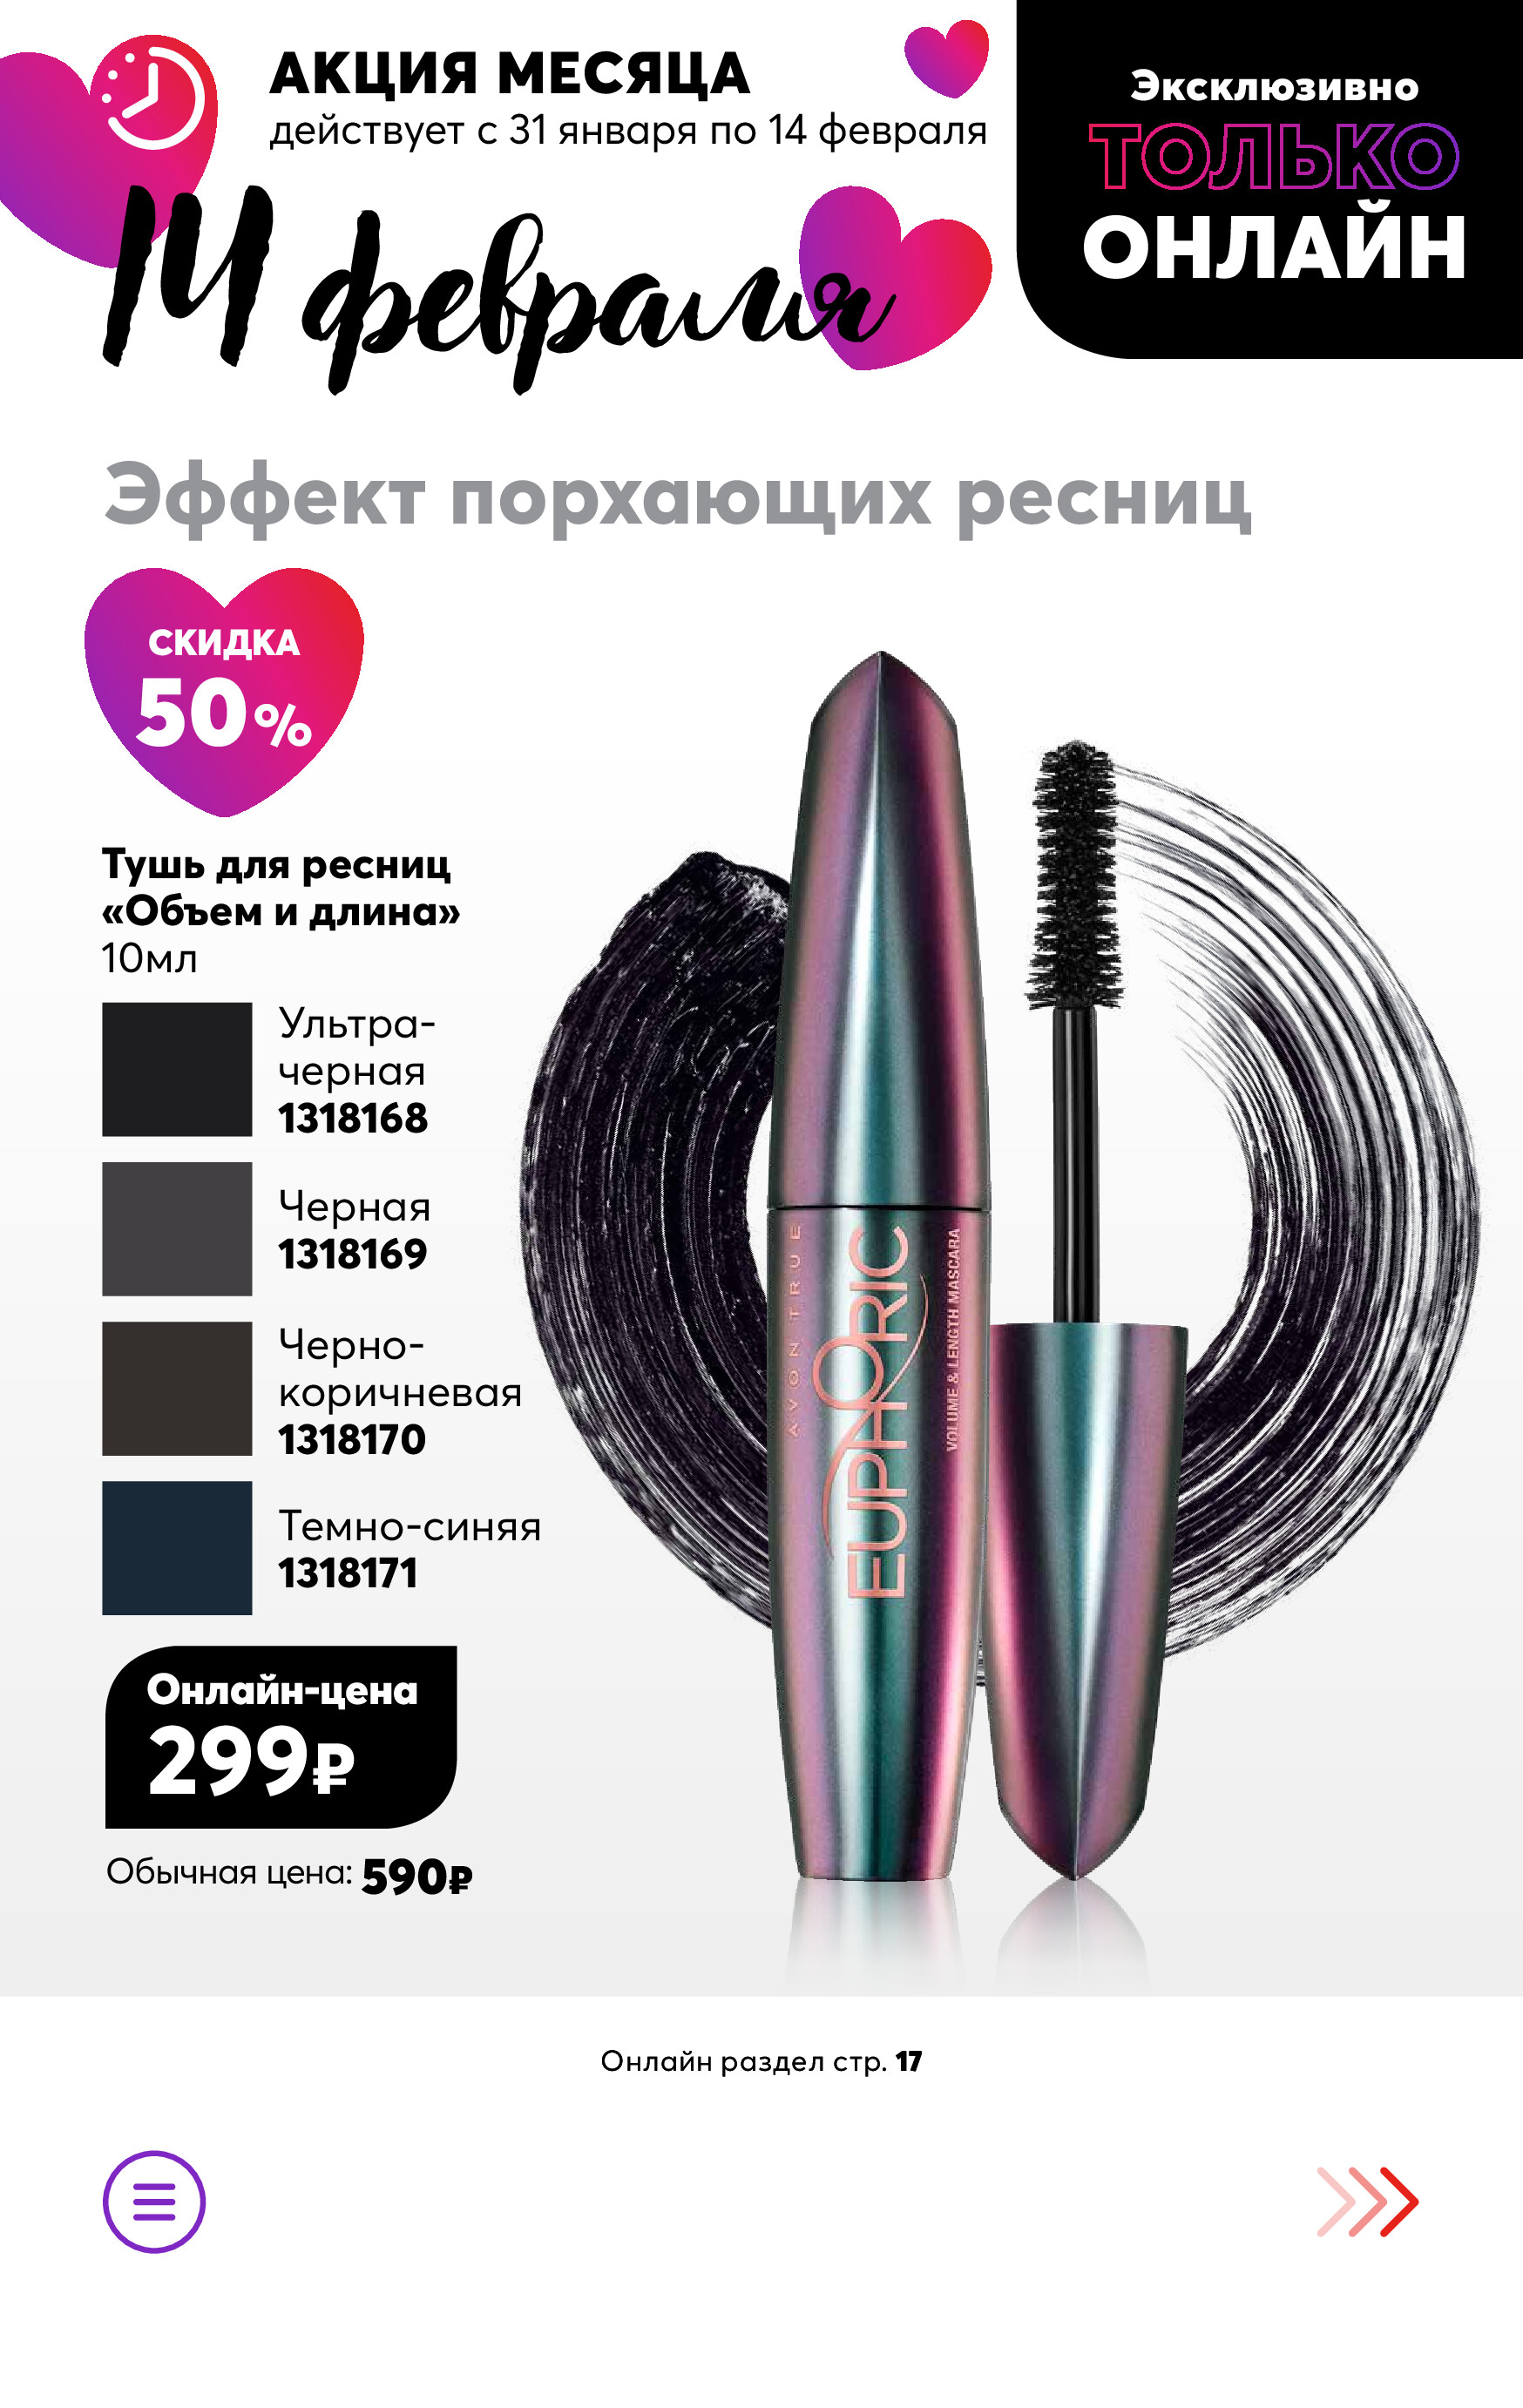 АКЦИЯ МЕСЯЦА
действует с 31 января по 14 февраля
14 февраля
Эксклюзивно
ТОЛЬКО
ОНЛАЙН
Эффект порхающих ресниц
СКИДКА
50%
Тушь для ресниц
«Объем и длина»
10мл
Ультра-
черная
1318168
Черная
1318169
Черно-
коричневая
1318170
Темно-синяя
1318171
Онлайн-цена
299₽
Обычная цена: 590₽
AVON TRUE
EUPHORIC
VOLUME & LENGTH MASCARA
Онлайн раздел стр. 17